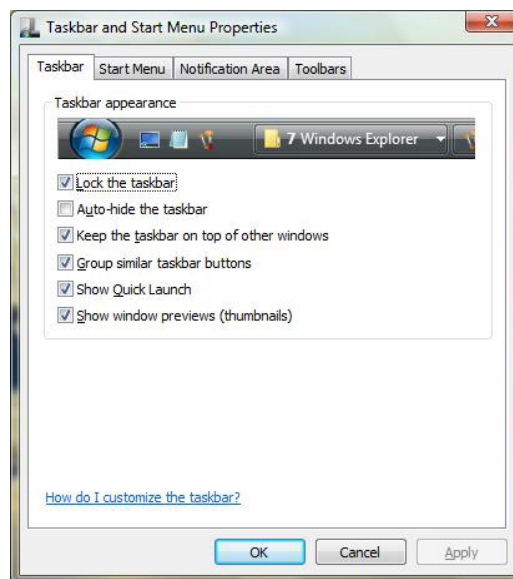 Taskbar and Start Menu Properties
Taskbar Start Menu Notification Area Toolbars
Taskbar appearance
7 Windows Explorer
Lock the taskbar
Auto-hide the taskbar
Keep the taskbar on top of other windows
Group similar taskbar buttons
Show Quick Launch
Show window previews (thumbnails)
How do I customize the taskbar?
OK Cancel Apply